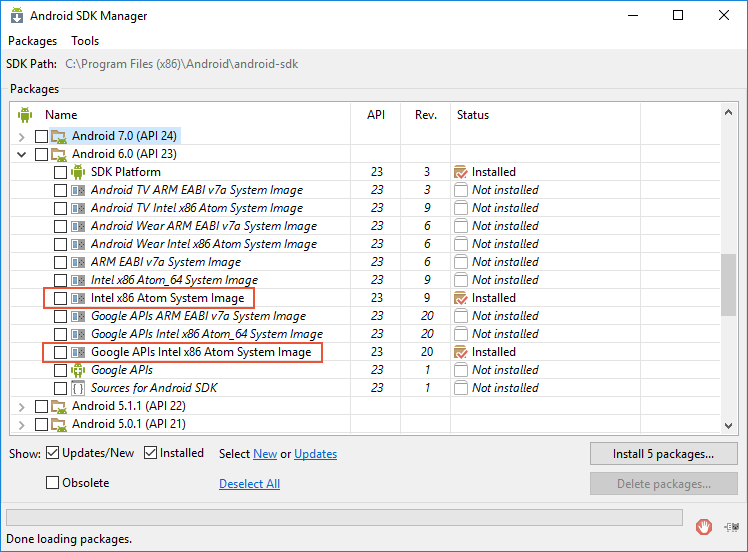 Android SDK Manager
Packages Tools
SDK Path: C:\Program Files (x86)\Android\android-sdk
Packages
Name API Rev. Status
Android 7.0 (API 24)
Android 6.0 (API 23)
SDK Platform 23 3 Installed
Android TV ARM EABI v7a System Image 23 3 Not installed
Android TV Intel x86 Atom System Image 23 9 Not installed
Android Wear ARM EABI v7a System Image 23 6 Not installed
Android Wear Intel x86 Atom System Image 23 6 Not installed
ARM EABI v7a System Image 23 6 Not installed
Intel x86 Atom_64 System Image 23 9 Not installed
Intel x86 Atom System Image 23 9 Installed
Google APIs ARM EABI v7a System Image 23 20 Not installed
Google APIs Intel x86 Atom_64 System Image 23 20 Not installed
Google APIs Intel x86 Atom System Image 23 20 Installed
Google APIs 23 1 Not installed
Sources for Android SDK 23 1 Not installed
Android 5.1.1 (API 22)
Android 5.0.1 (API 21)
Show: Updates/New Installed Select New or Updates Install 5 packages...
Obsolete Deselect All Delete packages...
Done loading packages.